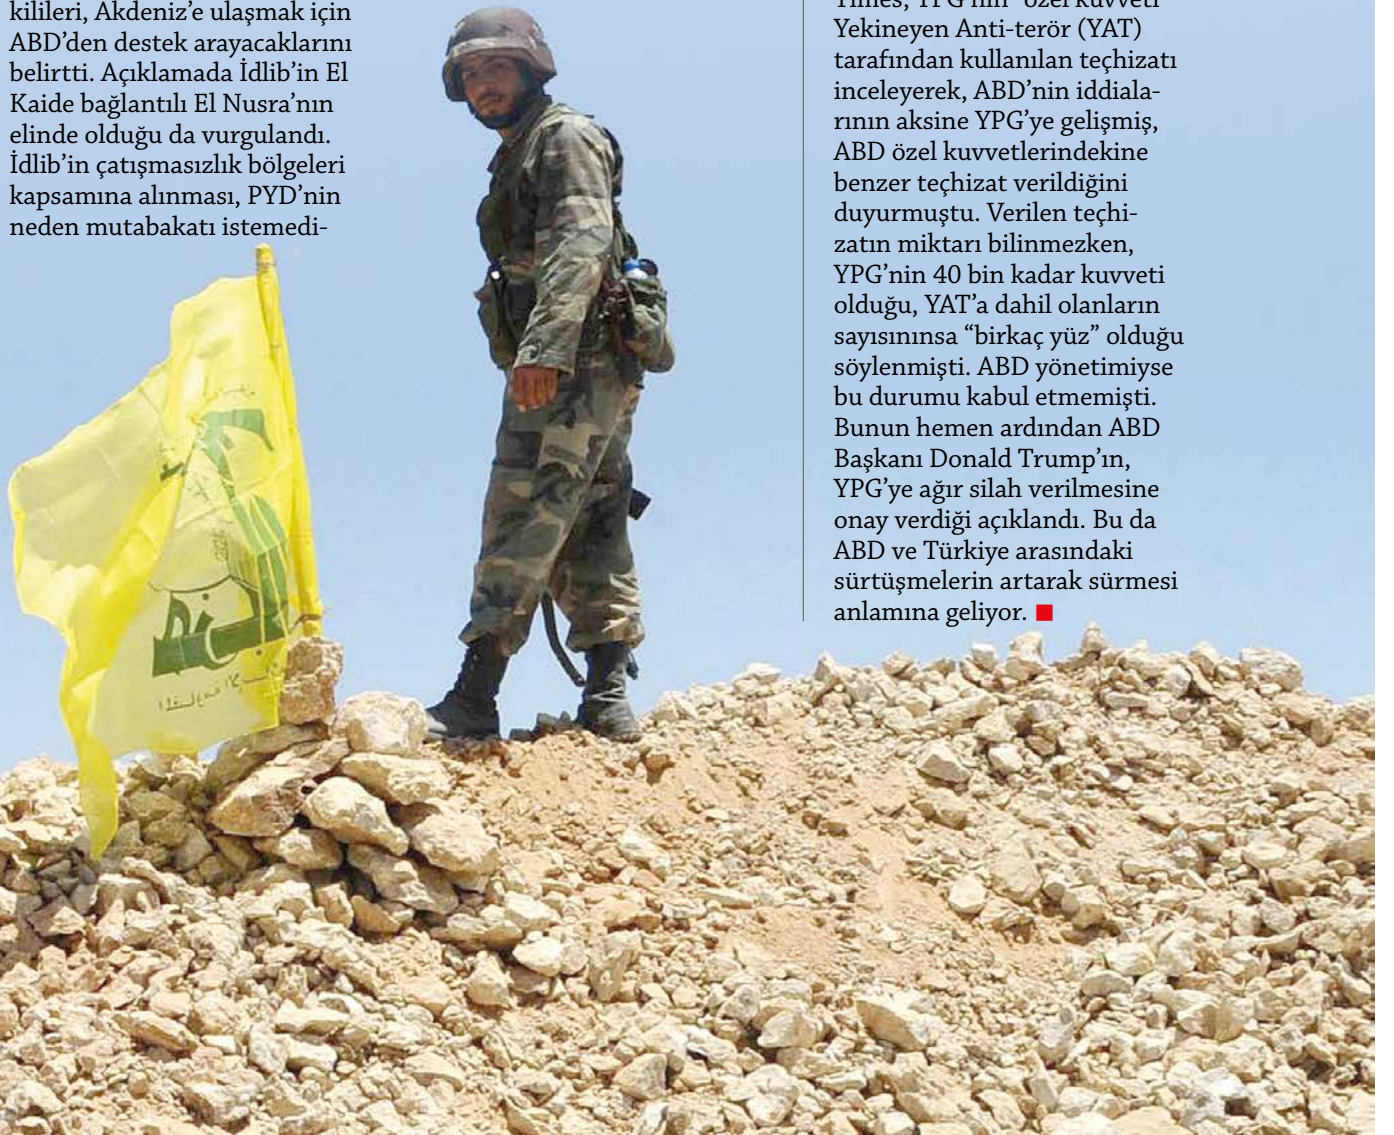 kilileri, Akdeniz’e ulaşmak için
ABD’den destek arayacaklarını
belirtti. Açıklamada İdlib’in El
Kaide bağlantılı El Nusra’nın
elinde olduğu da vurgulandı.
İdlib’in çatışmasızlık bölgeleri
kapsamına alınması, PYD’nin
neden mutabakatı istemedi-
Times, YPG’nin “özel kuvveti”
Yekineyen Anti-terör (YAT)
tarafından kullanılan teçhizatı
inceleyerek, ABD’nin iddiala-
rının aksine YPG’ye gelişmiş,
ABD özel kuvvetlerindekine
benzer teçhizat verildiğini
duyurmuştu. Verilen teçhi-
zatın miktarı bilinmezken,
YPG’nin 40 bin kadar kuvveti
olduğu, YAT’a dahil olanların
sayısınınsa “birkaç yüz” olduğu
söylenmişti. ABD yönetimiyse
bu durumu kabul etmemişti.
Bunun hemen ardından ABD
Başkanı Donald Trump’ın,
YPG’ye ağır silah verilmesine
onay verdiği açıklandı. Bu da
ABD ve Türkiye arasındaki
sürtüşmelerin artarak sürmesi
anlamına geliyor.